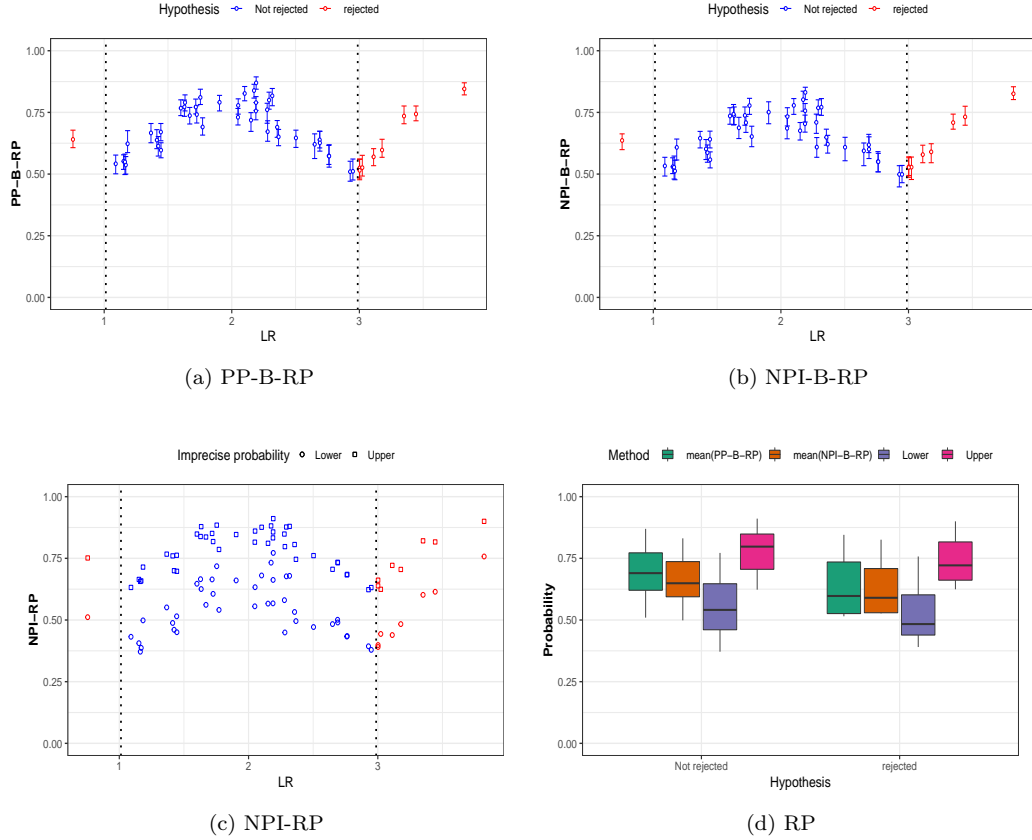 Hypothesis Not rejected rejected
1.00
0.75
0.50
0.25
0.00
PP−B−RP
1 2 3
LR
(a) PP-B-RP
Hypothesis Not rejected rejected
1.00
0.75
0.50
0.25
0.00
NPI−B−RP
1 2 3
LR
(b) NPI-B-RP
Imprecise probability Lower Upper
1.00
0.75
0.50
0.25
0.00
NPI−RP
1 2 3
LR
(c) NPI-RP
Method mean(PP−B−RP) mean(NPI−B−RP) Lower Upper
1.00
0.75
0.50
0.25
0.00
Probability
Not rejected rejected
Hypothesis
(d) RP